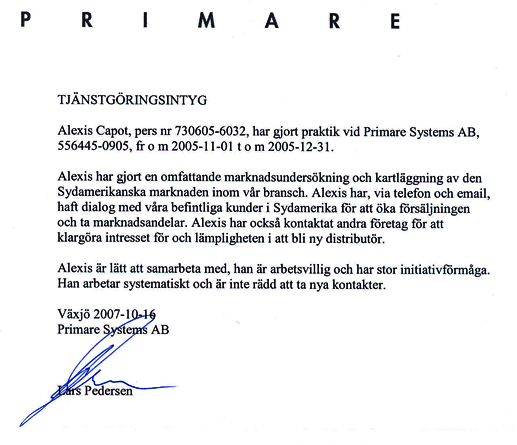 PRIMARE
TJÄNSTGÖRINGSINTYG
Alexis Capot, pers nr 730605-6032, har gjort praktik vid Primare Systems AB,
556445-0905, fr o m 2005-11-01 t o m 2005-12-31.
Alexis har gjort en omfattande marknadsundersökning och kartläggning av den
Sydamerikanska marknaden inom vår bransch. Alexis har, via telefon och email,
haft dialog med våra befintliga kunder i Sydamerika för att öka försäljningen
och ta marknadsandelar. Alexis har också kontaktat andra företag för att
klargöra intresset för och lämpligheten i att bli ny distributör.
Alexis är lätt att samarbeta med, han är arbetsvillig och har stor initiativförmåga.
Han arbetar systematiskt och är inte rädd att ta nya kontakter.
Växjö 2007-10-16
Primare Systems AB
Lars Pedersen